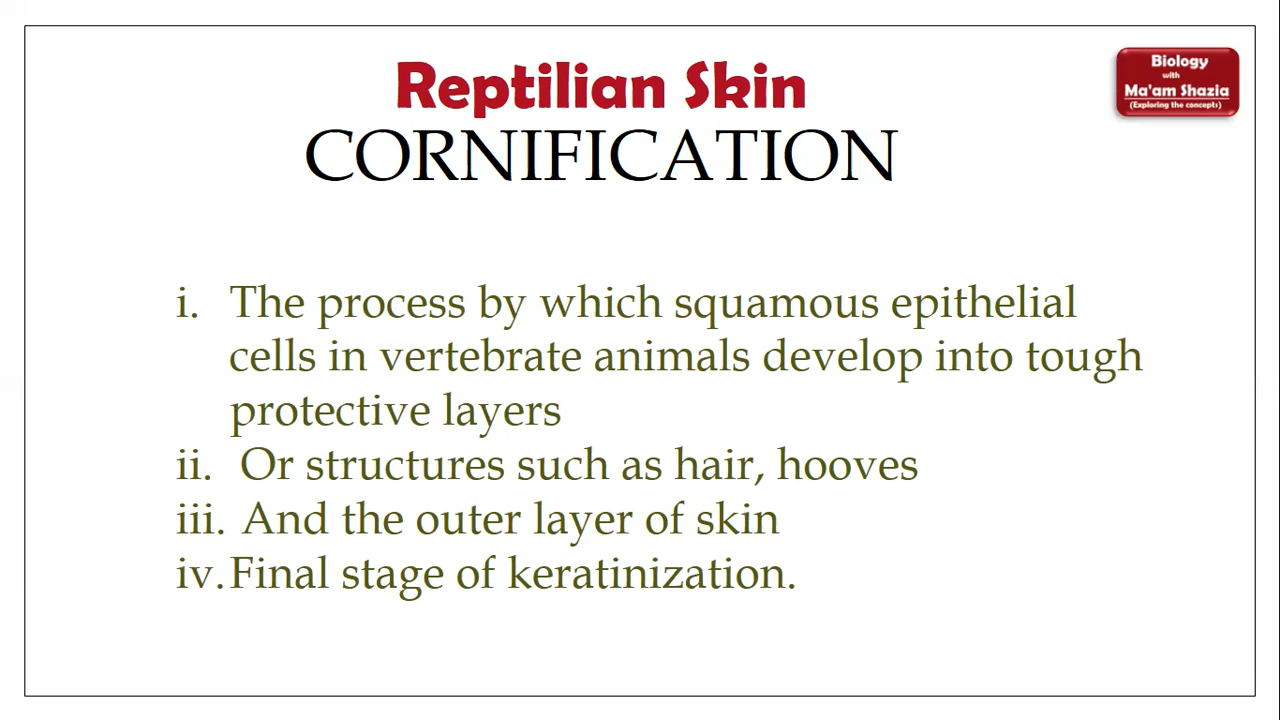 Reptilian Skin
CORNIFICATION
Biology
with
Ma'am Shazia
(Exploring the concepts)
i. The process by which squamous epithelial
cells in vertebrate animals develop into tough
protective layers
ii. Or structures such as hair, hooves
iii. And the outer layer of skin
iv. Final stage of keratinization.